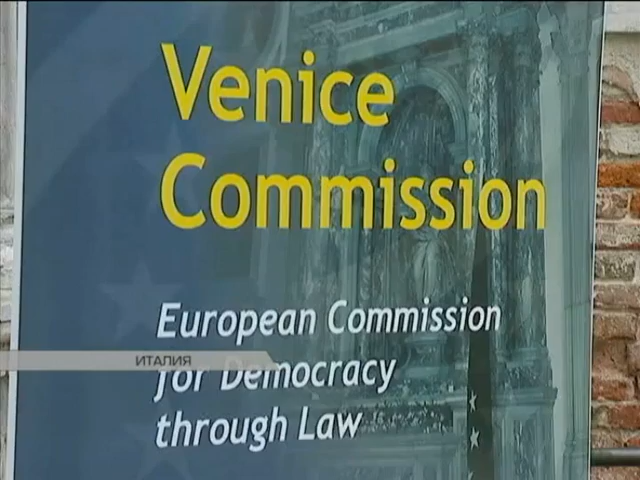 Venice
Commission
European Commission
ИТАЛИЯ
for Democracy
through Law